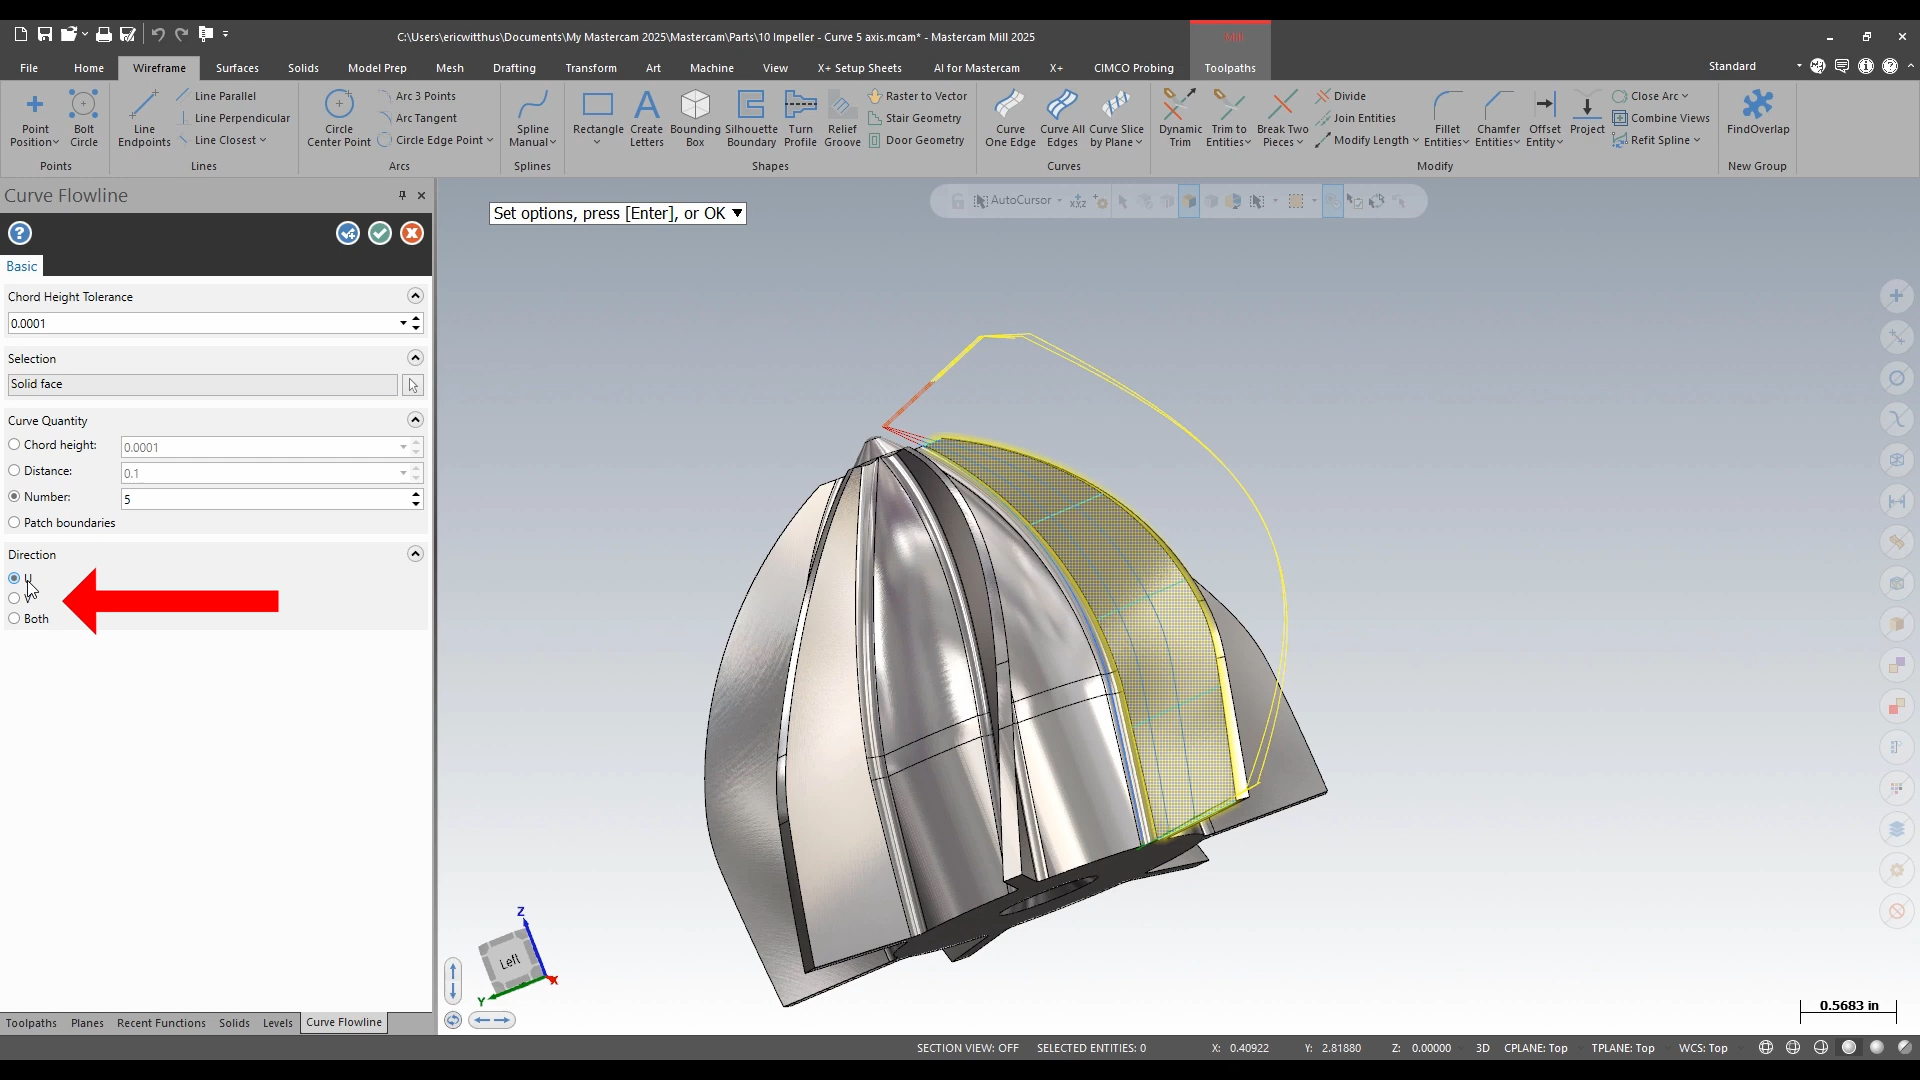 C:\Users\ericwitthus\Documents\My Mastercam 2025\Mastercam\Parts\10 Impeller - Curve 5 axis.mcam* - Mastercam Mill 2025
Mill
File Home Wireframe Surfaces Solids Model Prep Mesh Drafting Transform Art Machine View X+ Setup Sheets AI for Mastercam X+ CIMCO Probing Toolpaths Standard
Point Position
Bolt Circle
Points
Line Endpoints
Line Parallel
Line Perpendicular
Line Closest
Lines
Circle Center Point
Arc 3 Points
Arc Tangent
Circle Edge Point
Arcs
Spline Manual
Splines
Rectangle
Create Letters
Bounding Box
Silhouette Boundary
Turn Profile
Relief Groove
Raster to Vector
Stair Geometry
Door Geometry
Shapes
Curve One Edge
Curve All Edges
Curve Slice by Plane
Curves
Dynamic Trim
Trim to Entities
Break Two Pieces
Divide
Join Entities
Modify Length
Fillet Entities
Chamfer Entities
Offset Entity
Project
Close Arc
Combine Views
Refit Spline
Modify
FindOverlap
New Group
Curve Flowline
Basic
Chord Height Tolerance
0.0001
Selection
Solid face
Curve Quantity
Chord height: 0.0001
Distance: 0.1
Number: 5
Patch boundaries
Direction
U
V
Both
Set options, press [Enter], or OK
AutoCursor
Z
Left
X
Y
0.5683 in
Toolpaths Planes Recent Functions Solids Levels Curve Flowline
SECTION VIEW: OFF SELECTED ENTITIES: 0 X: 0.40922 Y: 2.81880 Z: 0.00000 3D CPLANE: Top TPLANE: Top WCS: Top